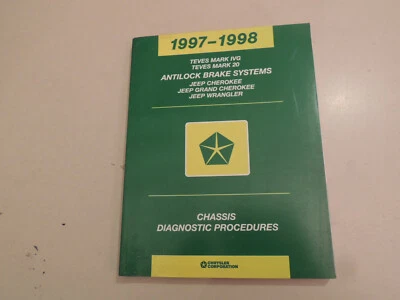 1997-1998
TEVES MARK IVG
TEVES MARK 20
ANTILOCK BRAKE SYSTEMS
JEEP CHEROKEE
JEEP GRAND CHEROKEE
JEEP WRANGLER
CHASSIS
DIAGNOSTIC PROCEDURES
CHRYSLER
CORPORATION